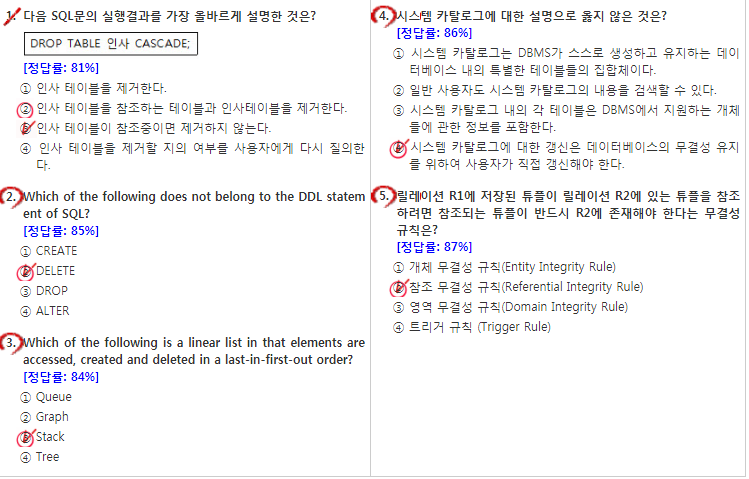 1. 다음 SQL문의 실행결과를 가장 올바르게 설명한 것은?
DROP TABLE 인사 CASCADE;
[정답률: 81%]
① 인사 테이블을 제거한다.
② 인사 테이블을 참조하는 테이블과 인사테이블을 제거한다.
③ 인사 테이블이 참조중이면 제거하지 않는다.
④ 인사 테이블을 제거할 지의 여부를 사용자에게 다시 질의한
다.
2. Which of the following does not belong to the DDL statem
ent of SQL?
[정답률: 85%]
① CREATE
② DELETE
③ DROP
④ ALTER
3. Which of the following is a linear list in that elements are
accessed, created and deleted in a last-in-first-out order?
[정답률: 84%]
① Queue
② Graph
③ Stack
④ Tree
4. 시스템 카탈로그에 대한 설명으로 옳지 않은 것은?
[정답률: 86%]
① 시스템 카탈로그는 DBMS가 스스로 생성하고 유지하는 데이
터베이스 내의 특별한 테이블들의 집합체이다.
② 일반 사용자도 시스템 카탈로그의 내용을 검색할 수 있다.
③ 시스템 카탈로그 내의 각 테이블은 DBMS에서 지원하는 개체
들에 관한 정보를 포함한다.
④ 시스템 카탈로그에 대한 갱신은 데이터베이스의 무결성 유지
를 위하여 사용자가 직접 갱신해야 한다.
5. 릴레이션 R1에 저장된 튜플이 릴레이션 R2에 있는 튜플을 참조
하려면 참조되는 튜플이 반드시 R2에 존재해야 한다는 무결성
규칙은?
[정답률: 87%]
① 개체 무결성 규칙(Entity Integrity Rule)
② 참조 무결성 규칙(Referential Integrity Rule)
③ 영역 무결성 규칙(Domain Integrity Rule)
④ 트리거 규칙 (Trigger Rule)